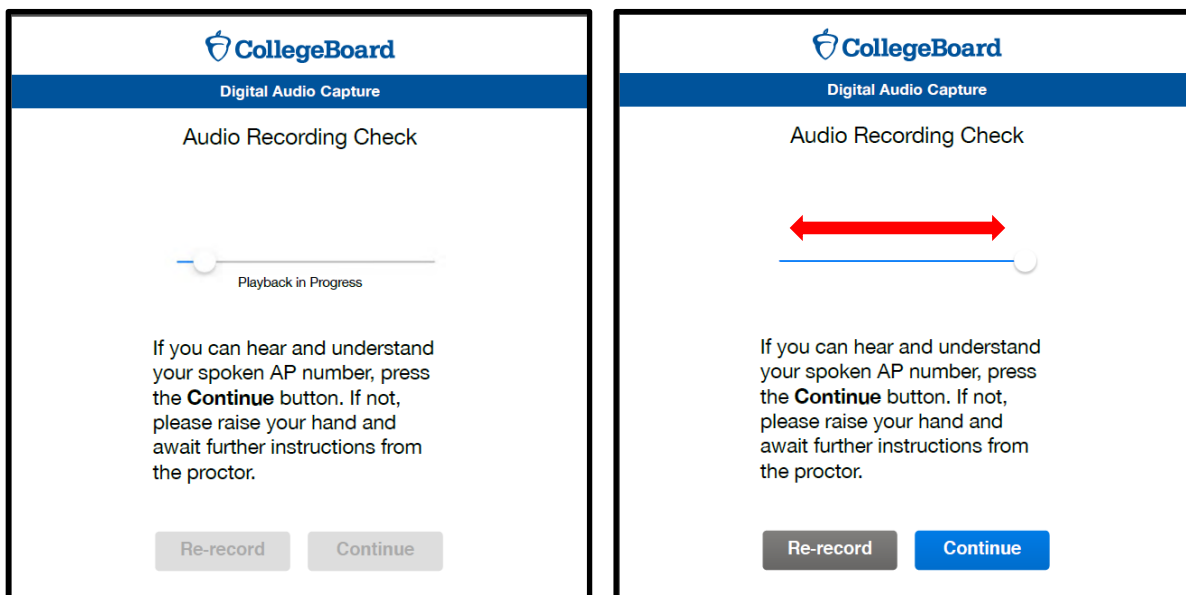 CollegeBoard
Digital Audio Capture
Audio Recording Check
Playback in Progress
If you can hear and understand
your spoken AP number, press
the Continue button. If not,
please raise your hand and
await further instructions from
the proctor.
Re-record Continue
CollegeBoard
Digital Audio Capture
Audio Recording Check
If you can hear and understand
your spoken AP number, press
the Continue button. If not,
please raise your hand and
await further instructions from
the proctor.
Re-record Continue